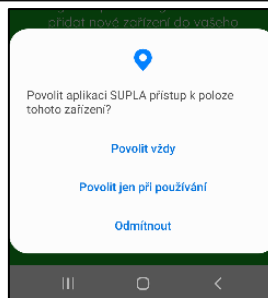 přidat nové zařízení do vašeho
Povolit aplikaci SUPLA přístup k poloze
tohoto zařízení?
Povolit vždy
Povolit jen při používání
Odmítnout